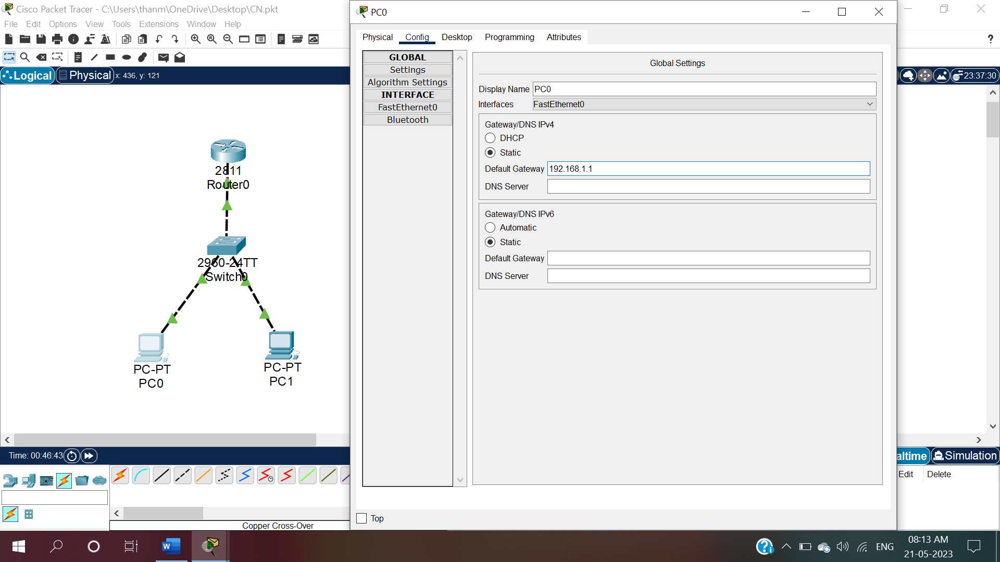 Cisco Packet Tracer - C:\Users\thanm\OneDrive\Desktop\CN.pkt
File Edit Options View Tools Extensions Window Help
Logical
Physical
x: 436, y: 121
2811
Router0
2960-24TT
Switch0
PC-PT
PC0
PC-PT
PC1
Time: 00:46:43
Copper Cross-Over
PC0
Physical Config Desktop Programming Attributes
GLOBAL
Settings
Algorithm Settings
INTERFACE
FastEthernet0
Bluetooth
Global Settings
Display Name PC0
Interfaces FastEthernet0
Gateway/DNS IPv4
DHCP
Static
Default Gateway 192.168.1.1
DNS Server
Gateway/DNS IPv6
Automatic
Static
Default Gateway
DNS Server
Top
?
23:37:30
altime
Simulation
Edit Delete
W
?
ENG
08:13 AM
21-05-2023